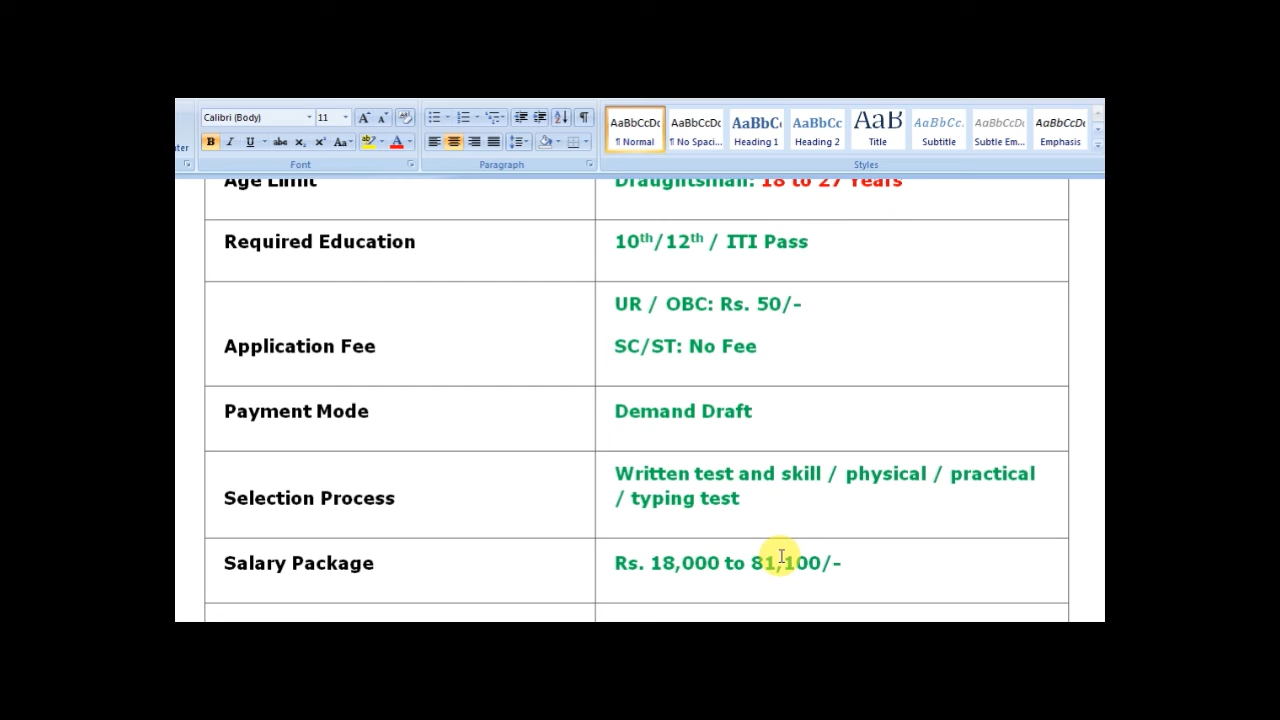 Calibri (Body) 11
AaBbCcDc AaBbCcDc AaBbC AaBbCc AaB AaBbCc. AaBbCcDc AaBbCcDc
¶ Normal ¶ No Spaci... Heading 1 Heading 2 Title Subtitle Subtle Em... Emphasis
Font Paragraph Styles
Age Limit Draughtsman: 18 to 27 Years
Required Education 10th/12th / ITI Pass
UR / OBC: Rs. 50/-
Application Fee SC/ST: No Fee
Payment Mode Demand Draft
Written test and skill / physical / practical
Selection Process / typing test
Salary Package Rs. 18,000 to 81,100/-